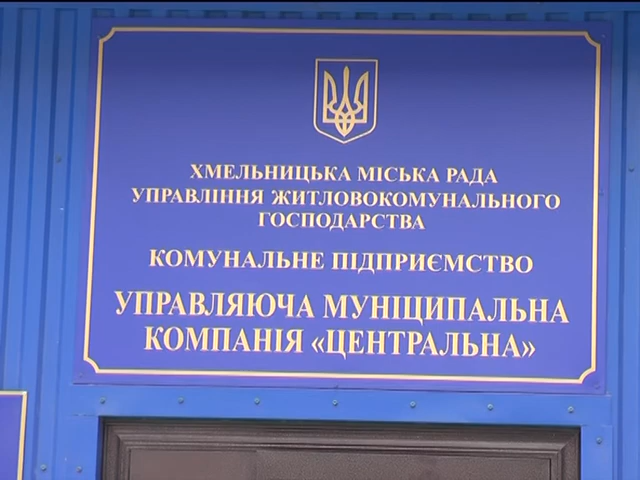 ХМЕЛЬНИЦЬКА МІСЬКА РАДА
УПРАВЛІННЯ ЖИТЛОВОКОМУНАЛЬНОГО
ГОСПОДАРСТВА
КОМУНАЛЬНЕ ПІДПРИЄМСТВО
УПРАВЛЯЮЧА МУНІЦИПАЛЬНА
КОМПАНІЯ «ЦЕНТРАЛЬНА»